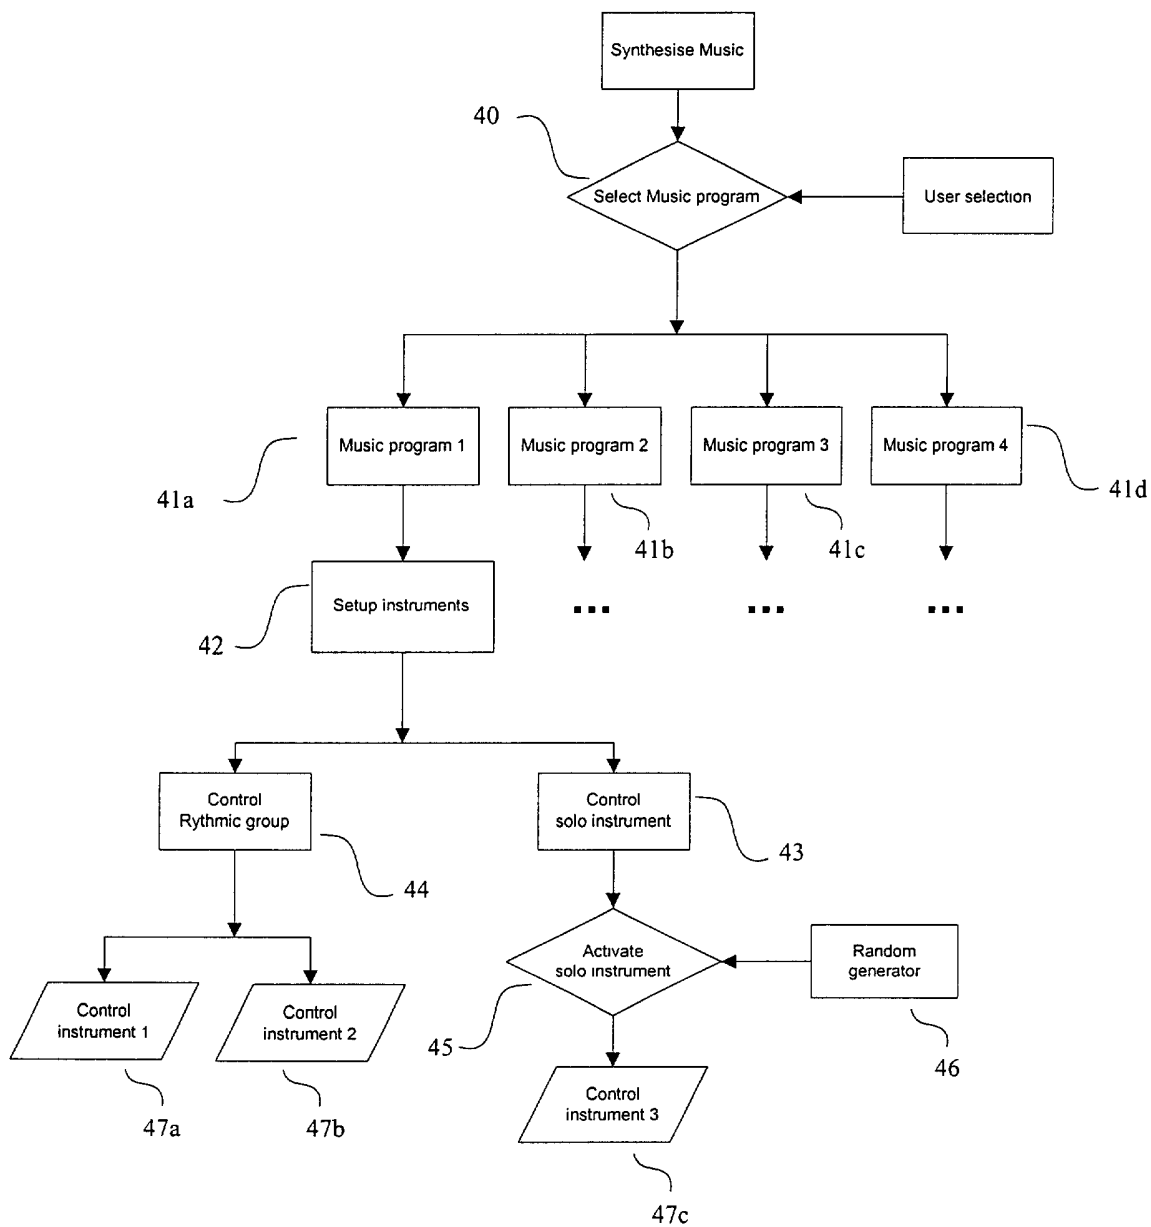 Synthesise Music
40
Select Music program
User selection
Music program 1
Music program 2
Music program 3
Music program 4
41a
41b
41c
41d
Setup instruments
42
...
...
...
Control
Rythmic group
Control
solo instrument
43
44
Activate
solo instrument
Random
generator
Control
instrument 1
Control
instrument 2
45
46
Control
instrument 3
47a
47b
47c